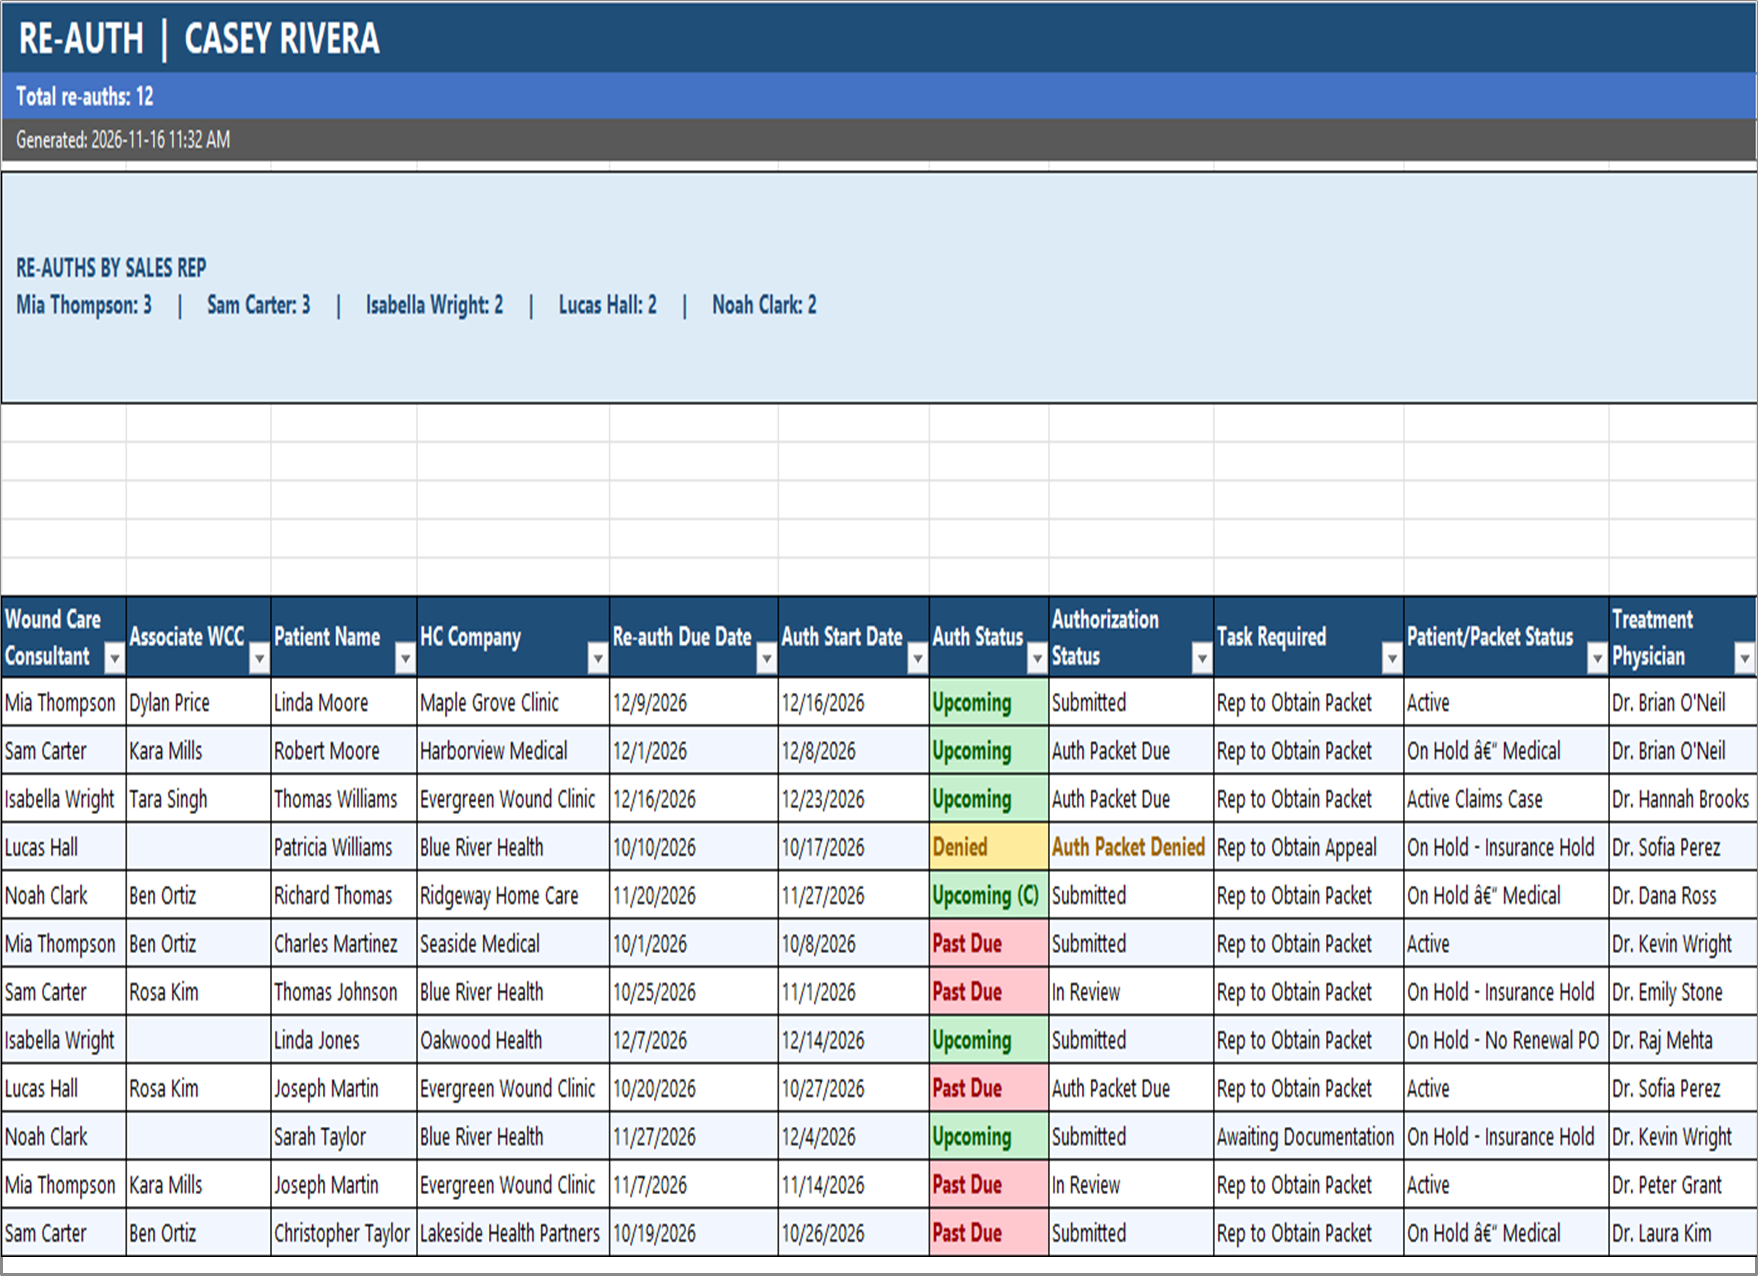 RE-AUTH | CASEY RIVERA
Total re-auths: 12
Generated: 2026-11-16 11:32 AM
RE-AUTHS BY SALES REP
Mia Thompson: 3 | Sam Carter: 3 | Isabella Wright: 2 | Lucas Hall: 2 | Noah Clark: 2
Wound Care Consultant Associate WCC Patient Name HC Company Re-auth Due Date Auth Start Date Auth Status Authorization Status Task Required Patient/Packet Status Treatment Physician
Mia Thompson Dylan Price Linda Moore Maple Grove Clinic 12/9/2026 12/16/2026 Upcoming Submitted Rep to Obtain Packet Active Dr. Brian O'Neil
Sam Carter Kara Mills Robert Moore Harborview Medical 12/1/2026 12/8/2026 Upcoming Auth Packet Due Rep to Obtain Packet On Hold â€“ Medical Dr. Brian O'Neil
Isabella Wright Tara Singh Thomas Williams Evergreen Wound Clinic 12/16/2026 12/23/2026 Upcoming Auth Packet Due Rep to Obtain Packet Active Claims Case Dr. Hannah Brooks
Lucas Hall Patricia Williams Blue River Health 10/10/2026 10/17/2026 Denied Auth Packet Denied Rep to Obtain Appeal On Hold - Insurance Hold Dr. Sofia Perez
Noah Clark Ben Ortiz Richard Thomas Ridgeway Home Care 11/20/2026 11/27/2026 Upcoming (C) Submitted Rep to Obtain Packet On Hold â€“ Medical Dr. Dana Ross
Mia Thompson Ben Ortiz Charles Martinez Seaside Medical 10/1/2026 10/8/2026 Past Due Submitted Rep to Obtain Packet Active Dr. Kevin Wright
Sam Carter Rosa Kim Thomas Johnson Blue River Health 10/25/2026 11/1/2026 Past Due In Review Rep to Obtain Packet On Hold - Insurance Hold Dr. Emily Stone
Isabella Wright Linda Jones Oakwood Health 12/7/2026 12/14/2026 Upcoming Submitted Rep to Obtain Packet On Hold - No Renewal PO Dr. Raj Mehta
Lucas Hall Rosa Kim Joseph Martin Evergreen Wound Clinic 10/20/2026 10/27/2026 Past Due Auth Packet Due Rep to Obtain Packet Active Dr. Sofia Perez
Noah Clark Sarah Taylor Blue River Health 11/27/2026 12/4/2026 Upcoming Submitted Awaiting Documentation On Hold - Insurance Hold Dr. Kevin Wright
Mia Thompson Kara Mills Joseph Martin Evergreen Wound Clinic 11/7/2026 11/14/2026 Past Due In Review Rep to Obtain Packet Active Dr. Peter Grant
Sam Carter Ben Ortiz Christopher Taylor Lakeside Health Partners 10/19/2026 10/26/2026 Past Due Submitted Rep to Obtain Packet On Hold â€“ Medical Dr. Laura Kim